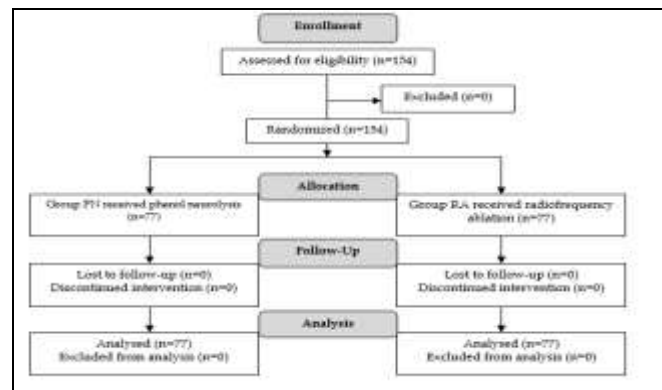 Enrollment
Assessed for eligibility (n=154)
Excluded (n=0)
Randomized (n=154)
Allocation
Group PN received phenol neurolysis
(n=77)
Group RA received radiofrequency
ablation (n=77)
Follow-Up
Lost to follow-up (n=0)
Discontinued intervention (n=0)
Lost to follow-up (n=0)
Discontinued intervention (n=0)
Analysis
Analysed (n=77)
Excluded from analysis (n=0)
Analysed (n=77)
Excluded from analysis (n=0)